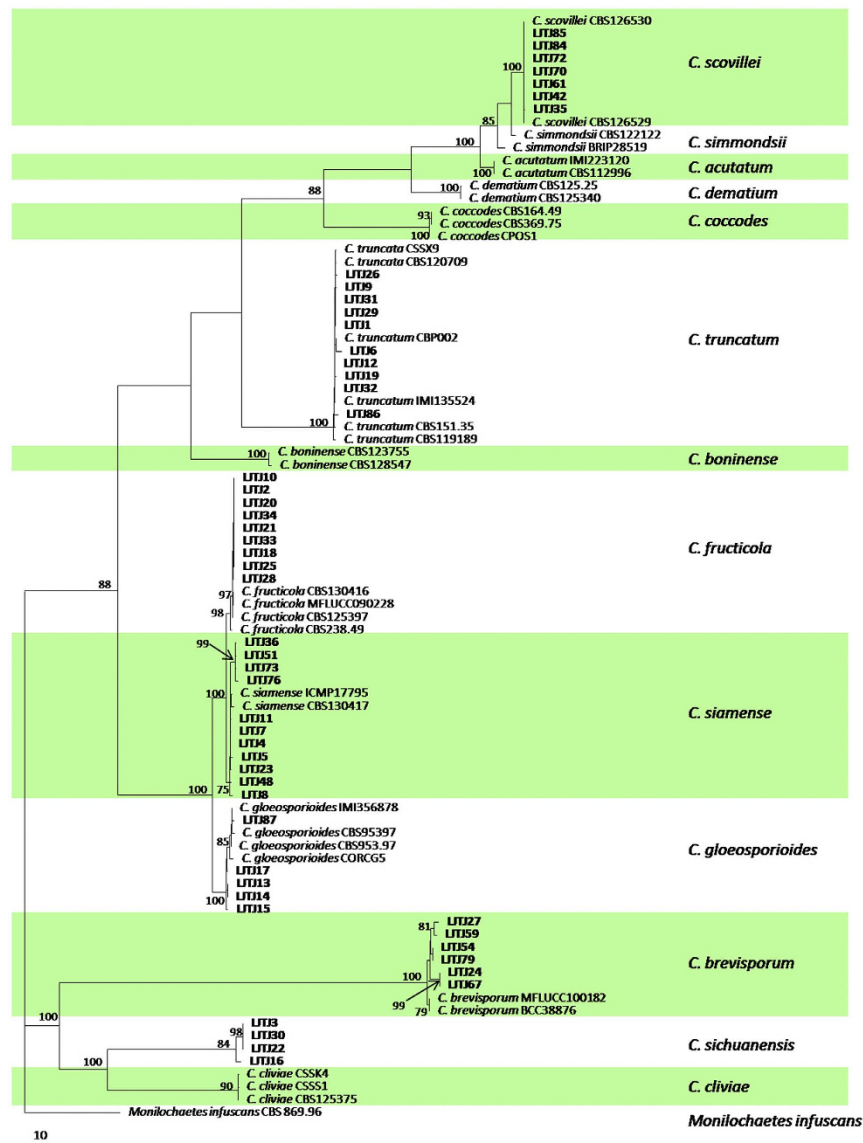 C. scovillei CBS126530
LJTJ85
LJTJ84
LJTJ72
LJTJ70
100
C. scovillei
LJTJ61
LJTJ42
LJTJ35
C. scovillei CBS126529
85
C. simmondsii CBS122122
C. simmondsii BRIP28519
C. simmondsii
100
C. acutatum IMI223120
C. acutatum CBS112996
100
C. acutatum
C. dematium CBS125.25
C. dematium CBS125340
100
C. dematium
88
C. coccodes CBS164.49
93
C. coccodes CBS369.75
C. coccodes CPOS1
100
C. coccodes
C. truncata CSSX9
C. truncata CBS120709
LJTJ26
LJTJ9
LJTJ31
LJTJ29
LJTJ1
C. truncatum CBP002
C. truncatum
LJTJ6
LJTJ12
LJTJ19
LJTJ32
C. truncatum IMI135524
LJTJ86
100
C. truncatum CBS151.35
C. truncatum CBS119189
100
C. boninense CBS123755
C. boninense CBS128547
C. boninense
LJTJ10
LJTJ2
LJTJ20
LJTJ34
LJTJ21
LJTJ33
C. fructicola
LJTJ18
LJTJ25
LJTJ28
88
97
C. fructicola CBS130416
C. fructicola MFLUCC090228
98
C. fructicola CBS125397
C. fructicola CBS238.49
99
LJTJ36
LJTJ51
LJTJ73
LJTJ76
100
C. siamense ICMP17795
C. siamense CBS130417
C. siamense
LJTJ11
LJTJ7
LJTJ4
LJTJ5
LJTJ23
LJTJ48
100
75
LJTJ8
C. gloeosporioides IMI356878
LJTJ87
C. gloeosporioides CBS95397
85
C. gloeosporioides CBS953.97
C. gloeosporioides CORCG5
C. gloeosporioides
LJTJ17
LJTJ13
LJTJ14
100
LJTJ15
LJTJ27
81
LJTJ59
LJTJ54
LJTJ79
C. brevisporum
100
LJTJ24
LJTJ67
99
C. brevisporum MFLUCC100182
79
C. brevisporum BCC38876
100
LJTJ3
98
LJTJ30
84
LJTJ22
C. sichuanensis
LJTJ16
100
C. cliviae CSSK4
90
C. cliviae CSSS1
C. cliviae CBS125375
C. cliviae
Monilochaetes infuscans CBS 869.96
Monilochaetes infuscans
10